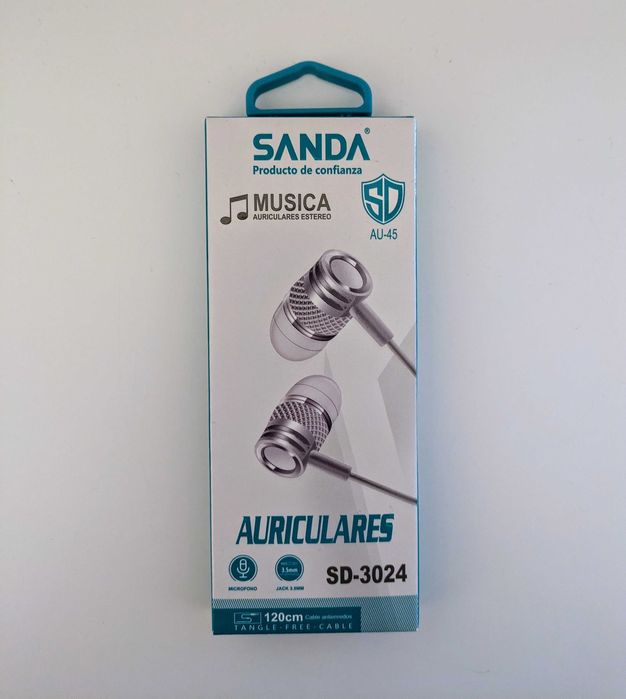 SANDA®
Producto de confianza
MUSICA
AURICULARES ESTEREO
SD
AU-45
AURICULARES
3.5mm
MICROFONO
JACK 3.5MM
SD-3024
120cm Cable antienredos
TANGLE-FREE-CABLE